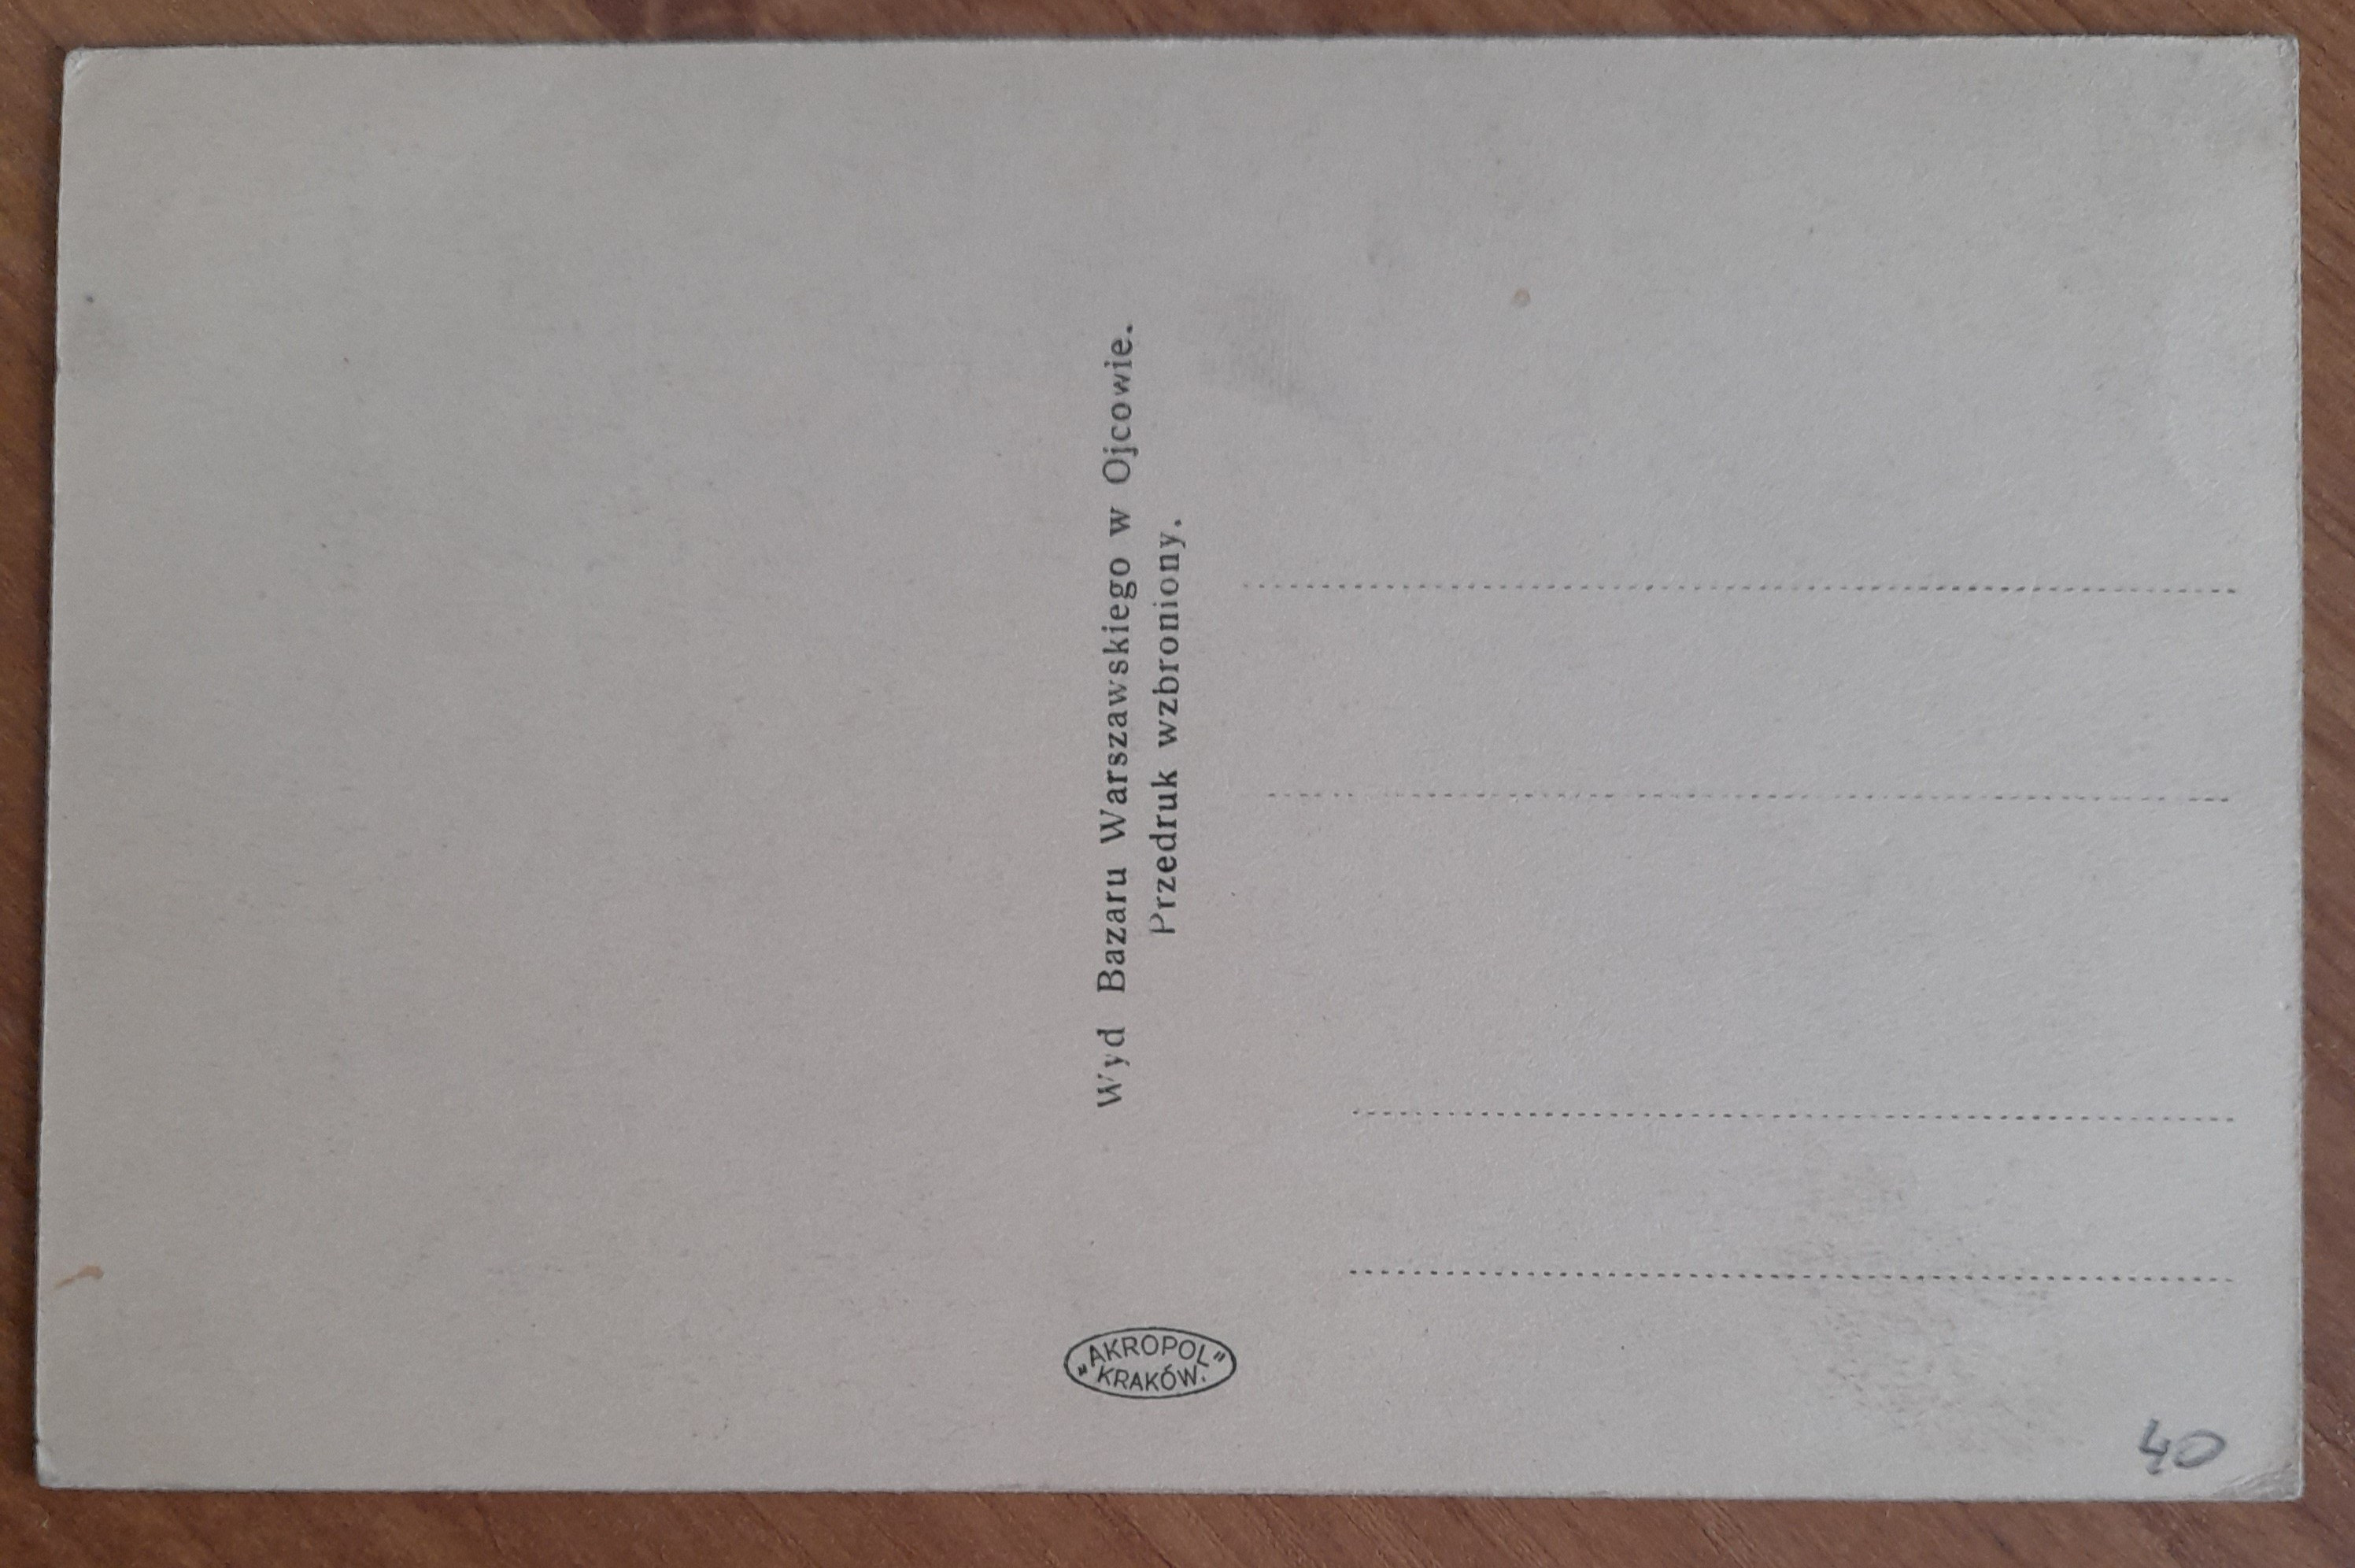 Wyd Bazaru Warszawskiego w Ojcowie.
Przedruk wzbroniony.
"AKROPOL"
KRAKÓW.
40